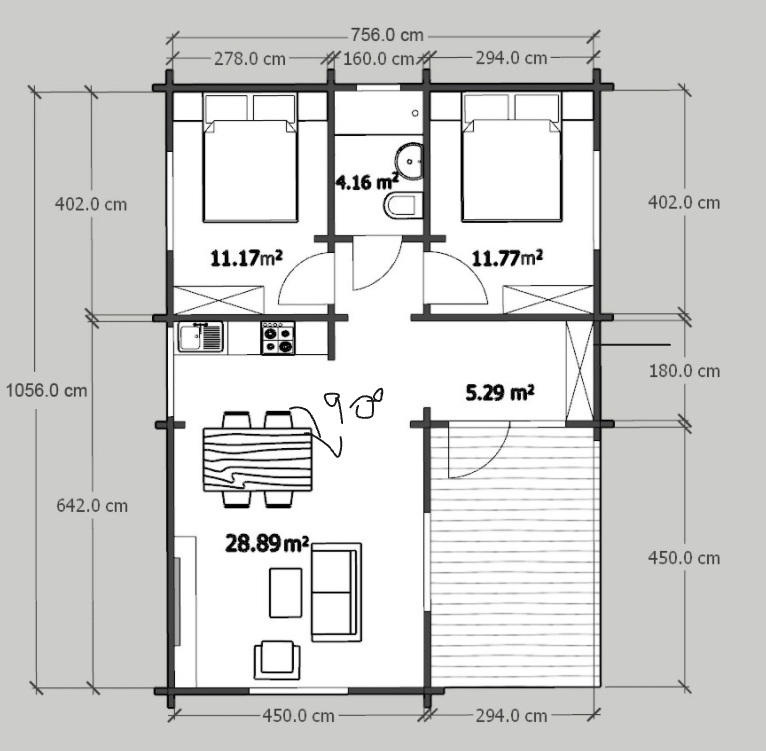 756.0 cm
278.0 cm 160.0 cm 294.0 cm
4.16 m²
402.0 cm
402.0 cm
11.17m²
11.77m²
180.0 cm
1056.0 cm
5.29 m²
90°
642.0 cm
28.89m²
450.0 cm
450.0 cm 294.0 cm